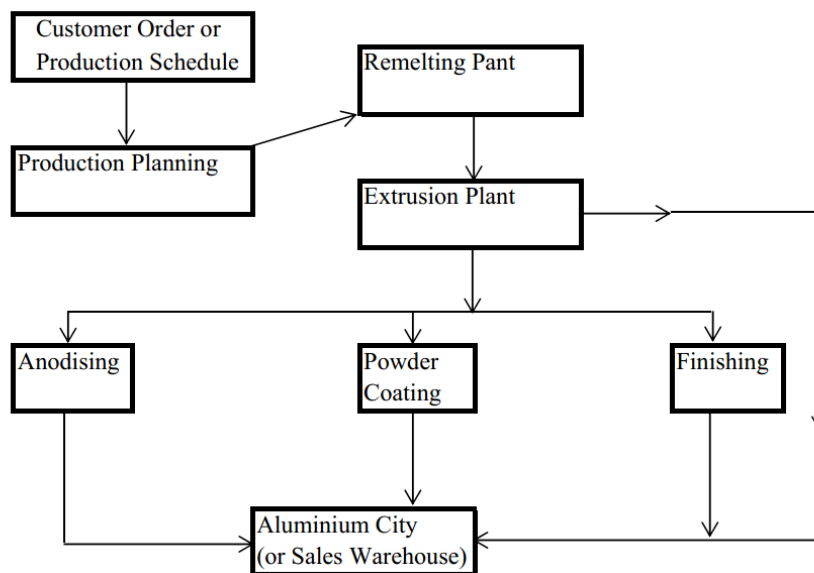 Customer Order or
Production Schedule
Remelting Pant
Production Planning
Extrusion Plant
Anodising
Powder
Coating
Finishing
Aluminium City
(or Sales Warehouse)